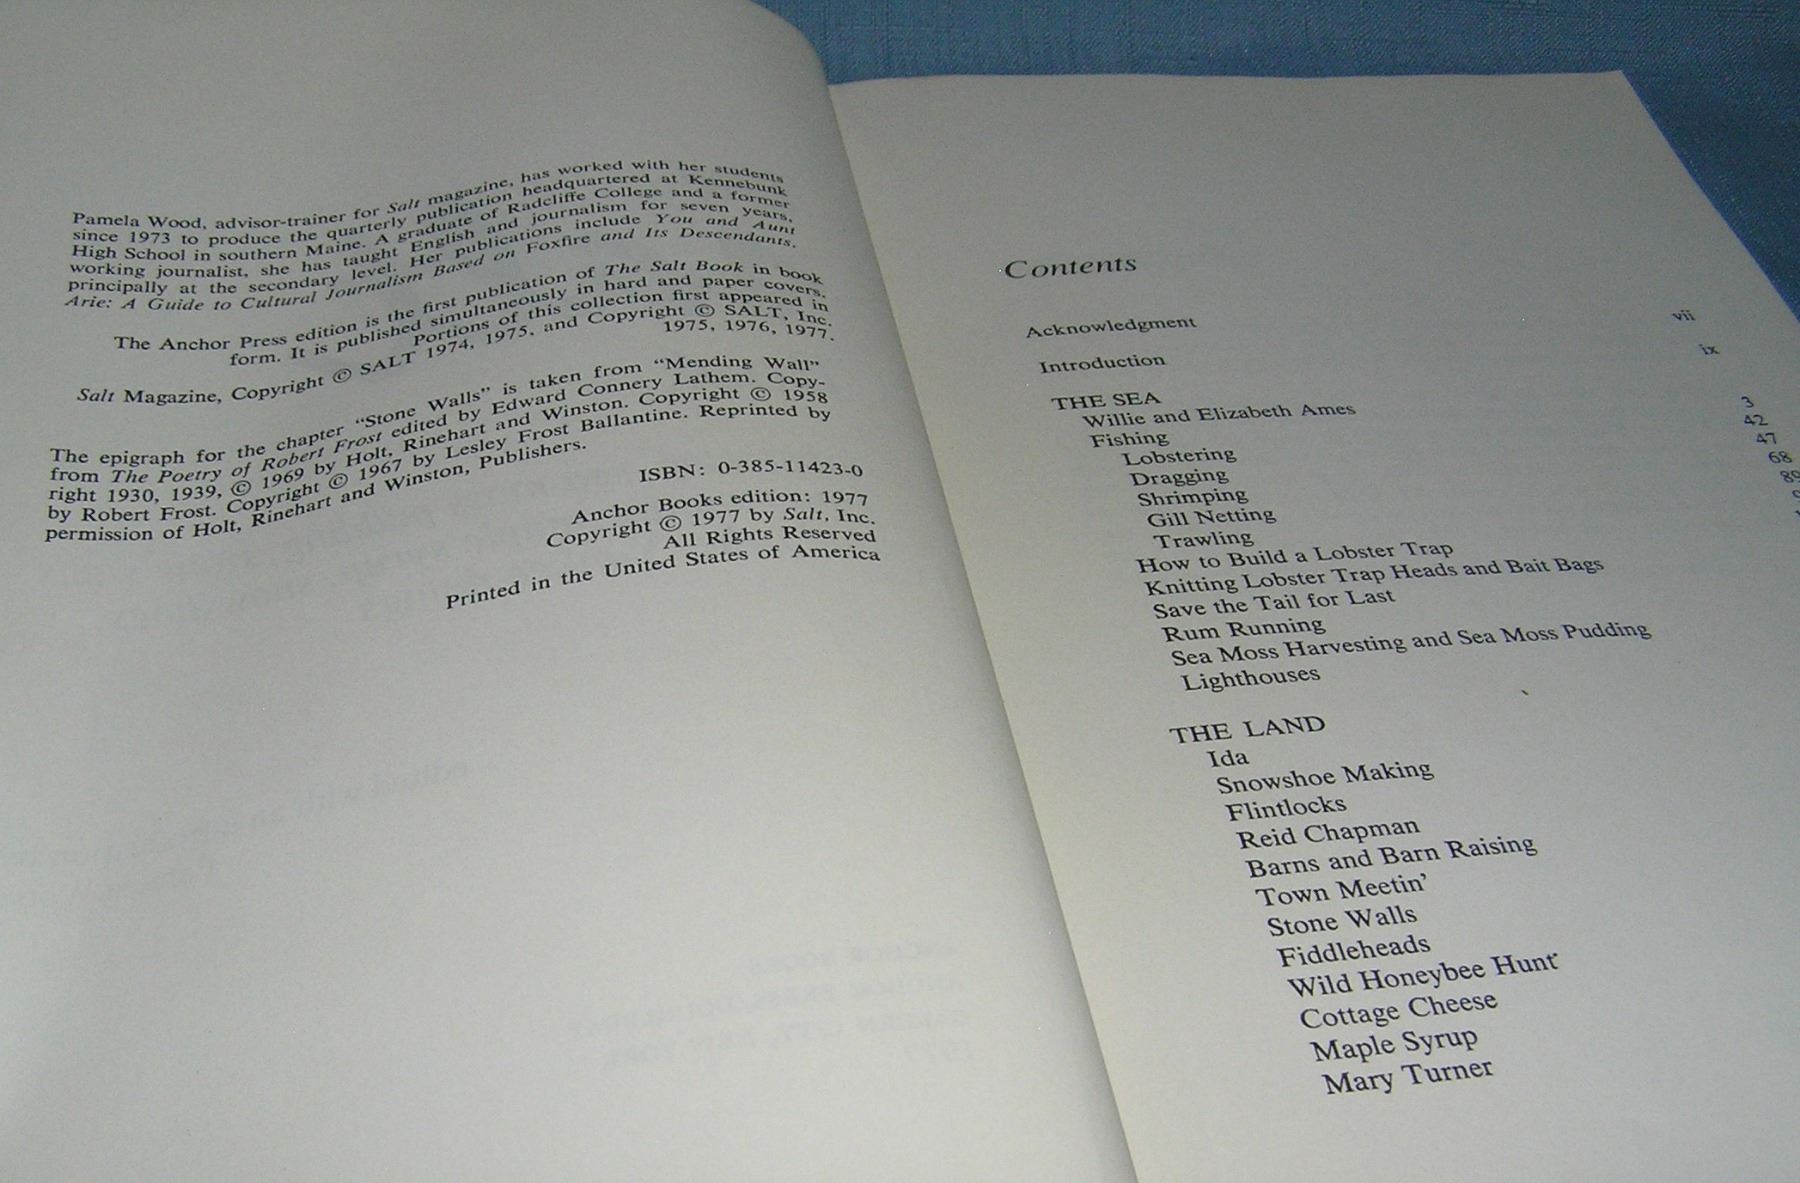 Pamela Wood, advisor-trainer for Salt magazine, has worked with her students
since 1973 to produce the quarterly publication headquartered at Kennebunk
High School in southern Maine. A graduate of Radcliffe College and a former
working journalist, she has taught English and journalism for seven years,
principally at the secondary level. Her publications include You and Aunt
Arie: A Guide to Cultural Journalism Based on Foxfire and Its Descendants.
The Anchor Press edition is the first publication of The Salt Book in book
form. It is published simultaneously in hard and paper covers.
Portions of this collection first appeared in
Salt Magazine, Copyright © SALT 1974, 1975, and Copyright © SALT, Inc.
1975, 1976, 1977.
The epigraph for the chapter “Stone Walls” is taken from “Mending Wall”
from The Poetry of Robert Frost edited by Edward Connery Lathem. Copy-
right 1930, 1939, © 1969 by Holt, Rinehart and Winston. Copyright © 1958
by Robert Frost. Copyright © 1967 by Lesley Frost Ballantine. Reprinted by
permission of Holt, Rinehart and Winston, Publishers.
ISBN: 0-385-11423-0
Anchor Books edition: 1977
Copyright © 1977 by Salt, Inc.
All Rights Reserved
Printed in the United States of America
Contents
Acknowledgment vii
Introduction ix
THE SEA
Willie and Elizabeth Ames 3
Fishing 42
Lobstering 47
Dragging 68
Shrimping 89
Gill Netting
Trawling
How to Build a Lobster Trap
Knitting Lobster Trap Heads and Bait Bags
Save the Tail for Last
Rum Running
Sea Moss Harvesting and Sea Moss Pudding
Lighthouses
THE LAND
Ida
Snowshoe Making
Flintlocks
Reid Chapman
Barns and Barn Raising
Town Meetin’
Stone Walls
Fiddleheads
Wild Honeybee Hunt
Cottage Cheese
Maple Syrup
Mary Turner